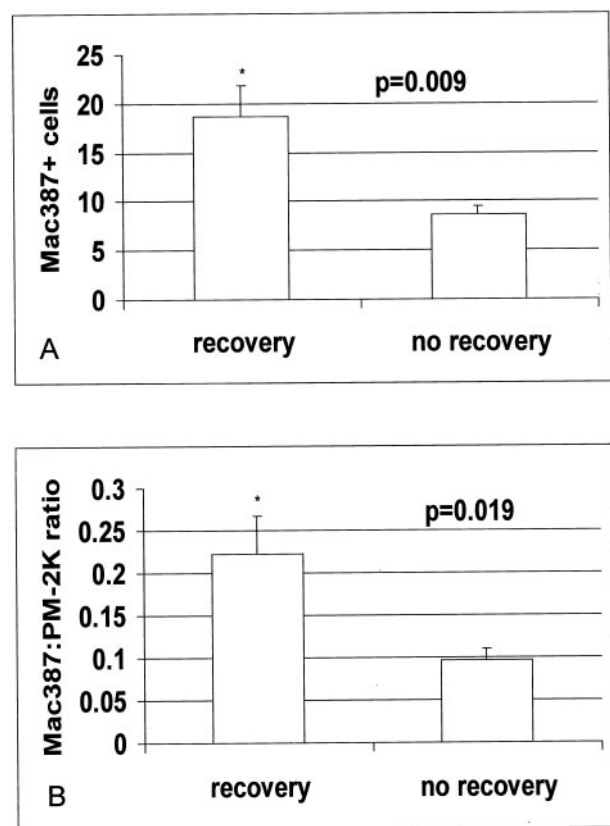 25
20
15
10
5
0
Mac387+ cells
*
p=0.009
recovery no recovery
A
0.3
0.25
0.2
0.15
0.1
0.05
0
Mac387:PM-2K ratio
*
p=0.019
recovery no recovery
B